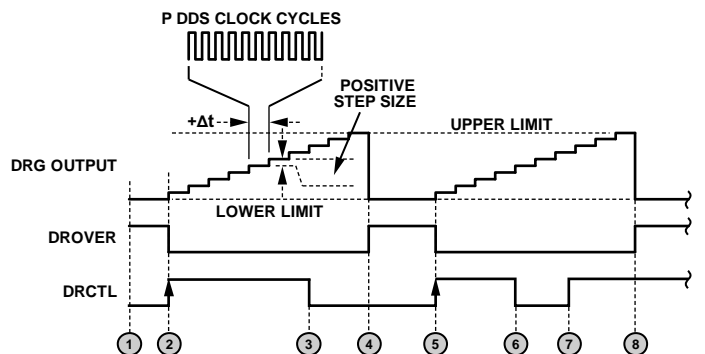 P DDS CLOCK CYCLES
POSITIVE
STEP SIZE
+Δt
UPPER LIMIT
DRG OUTPUT
LOWER LIMIT
DROVER
DRCTL
1 2 3 4 5 6 7 8